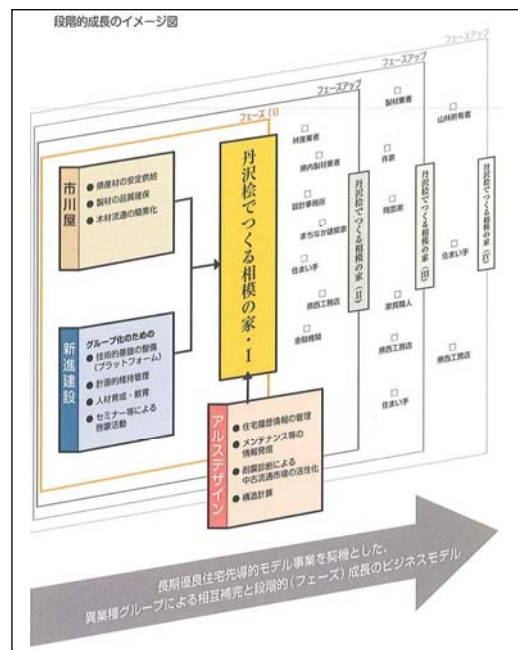 段階的成長のイメージ図
フェーズアップ
フェーズアップ
フェーズアップ
フェーズ(I)
市川屋
● 県産材の安定供給
● 製材の品質確保
● 木材流通の簡素化
新進建設
グループ化のための
● 技術的基盤の整備
(プラットフォーム)
● 計画的維持管理
● 人材育成・教育
● セミナー等による
啓蒙活動
アルスデザイン
● 住宅履歴情報の管理
● メンテナンス等の
情報発信
● 耐震診断による
中古流通市場の活性化
● 構造計算
丹沢桧でつくる相模の家・I
□
林産業者
□
県内製材業者
□
設計事務所
□
まちなか建築家
□
住まい手
□
県西工務店
□
金融機関
丹沢桧でつくる相模の家(II)
□
製材業者
□
作家
□
陶芸家
□
家具職人
□
県西工務店
□
住まい手
丹沢桧でつくる相模の家(III)
□
山林所有者
□
住まい手
□
県西工務店
丹沢桧でつくる相模の家(IV)
長期優良住宅先導的モデル事業を契機とした、
異業種グループによる相互補完と段階的(フェーズ)成長のビジネスモデル